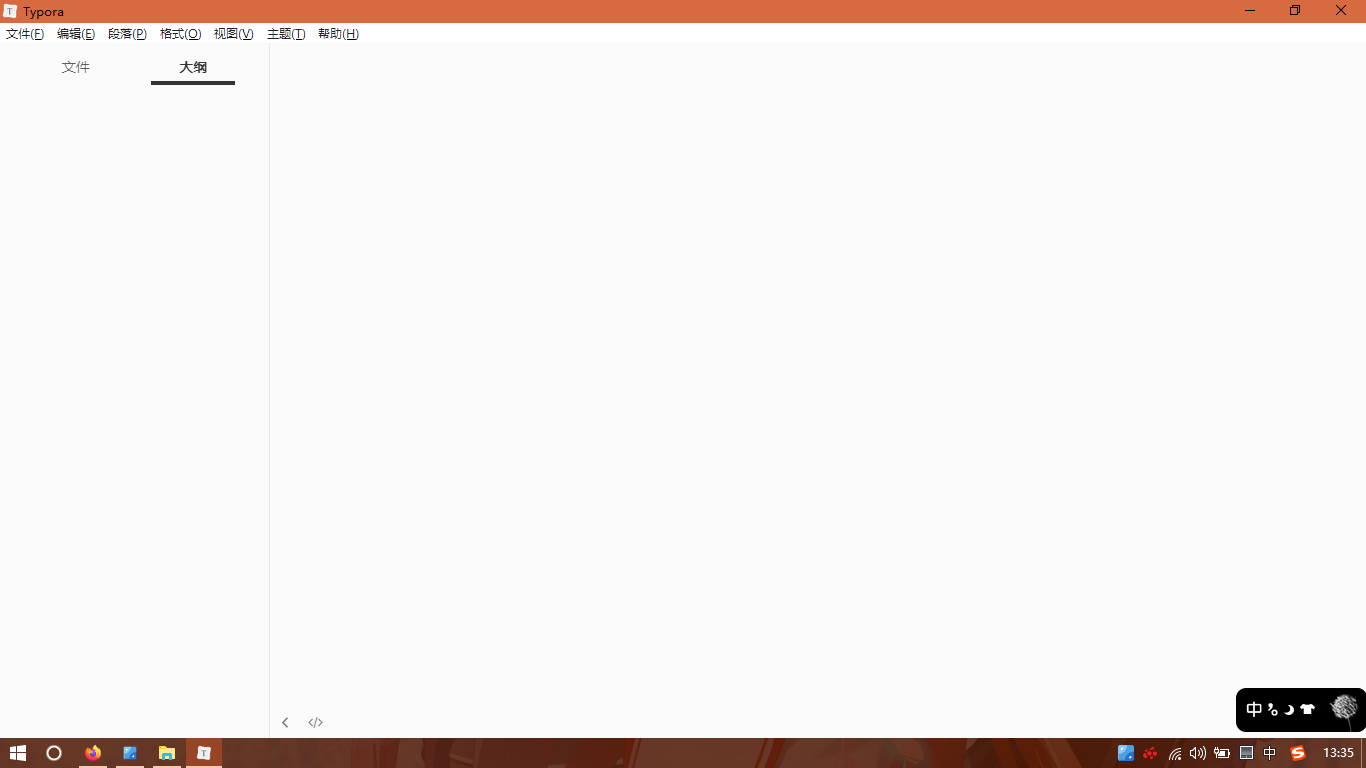 Typora
文件(F) 编辑(E) 段落(P) 格式(O) 视图(V) 主题(T) 帮助(H)
文件 大纲
</>
中
中 13:35